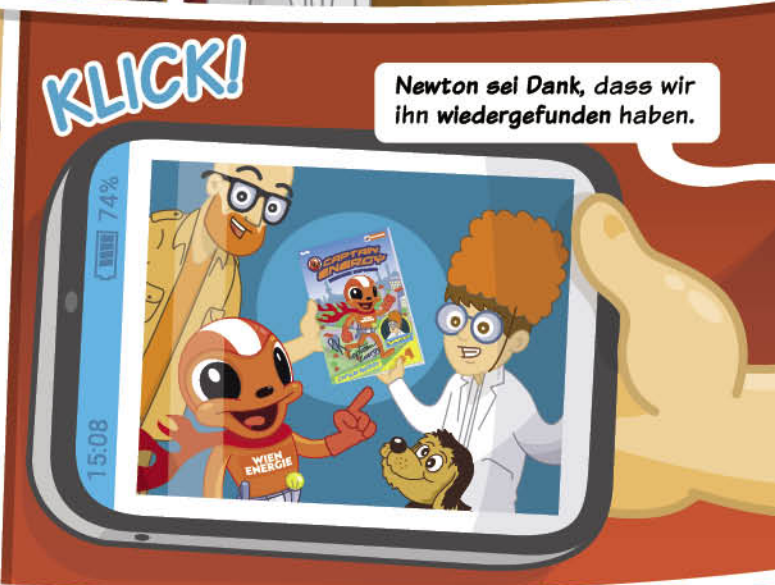 KLICK!
Newton sei Dank, dass wir
ihn wiedergefunden haben.
74%
15:08
CAPTAIN
ENERGY
WIEN
ENERGIE